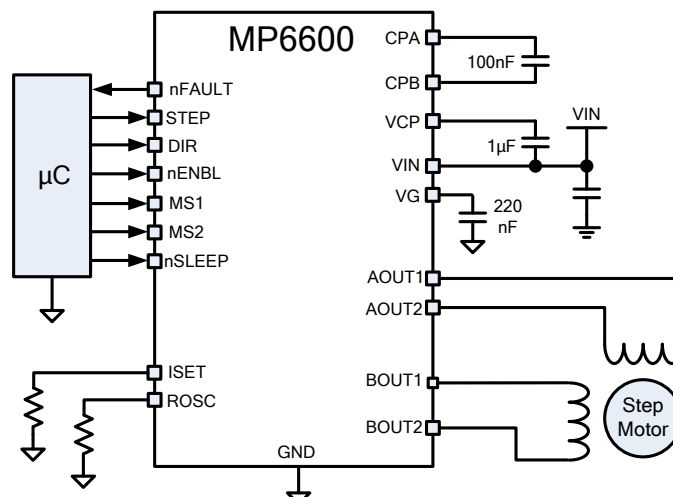 MP6600
µC
nFAULT
STEP
DIR
nENBL
MS1
MS2
nSLEEP
ISET
ROSC
GND
CPA
CPB
VCP
VIN
VG
AOUT1
AOUT2
BOUT1
BOUT2
100nF
1µF
VIN
220
nF
Step
Motor